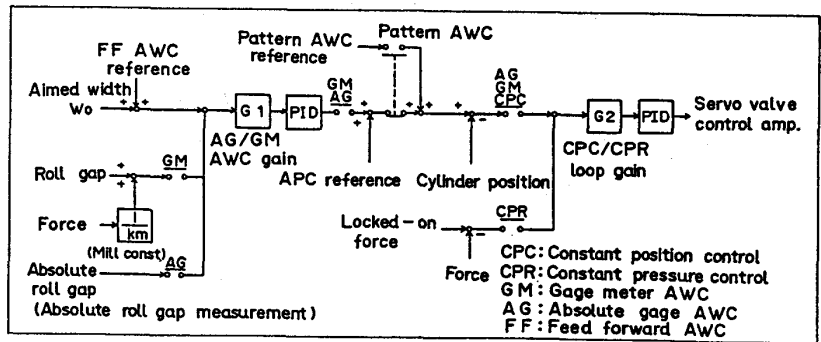 FF AWC
reference
Pattern AWC
reference
Pattern AWC
Aimed width
Wo
+
+
G1
PID
GM
AG
+
+
+
+
+
-
AG
GM
CPC
G2
PID
Servo valve
control amp.
AG/GM
AWC gain
CPC/CPR
loop gain
Roll gap
+
+
GM
APC reference
Cylinder position
Force
1
km
(Mill const)
Locked-on
force
-
CPR
Force
Absolute
roll gap
AG
(Absolute roll gap measurement)
CPC: Constant position control
CPR: Constant pressure control
GM: Gage meter AWC
AG: Absolute gage AWC
FF: Feed forward AWC